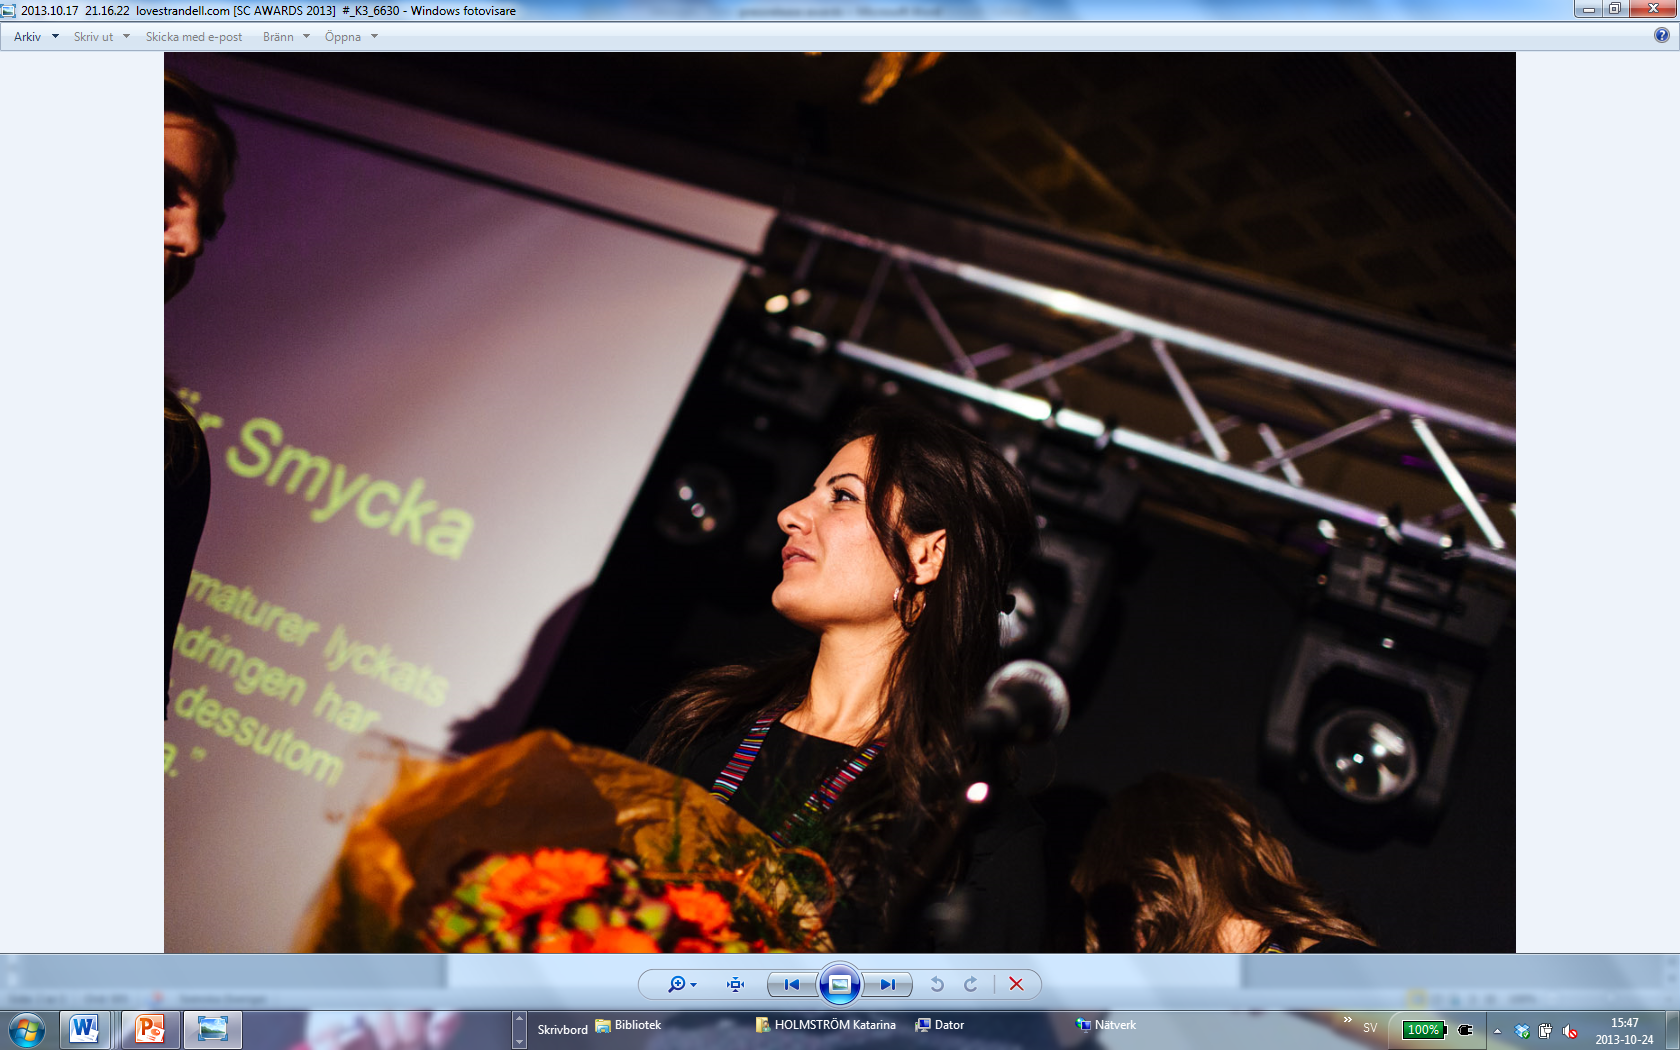 2013.10.17 21.16.22 lovestrandell.com [SC AWARDS 2013] #_K3_6630 - Windows fotovisare
Arkiv Skriv ut Skicka med e-post Bränn Öppna
är Smycka
maturer lyckats
ndringen har
dessutom
a."
Skrivbord Bibliotek HOLMSTRÖM Katarina Dator Nätverk
SV 100%
15:47
2013-10-24